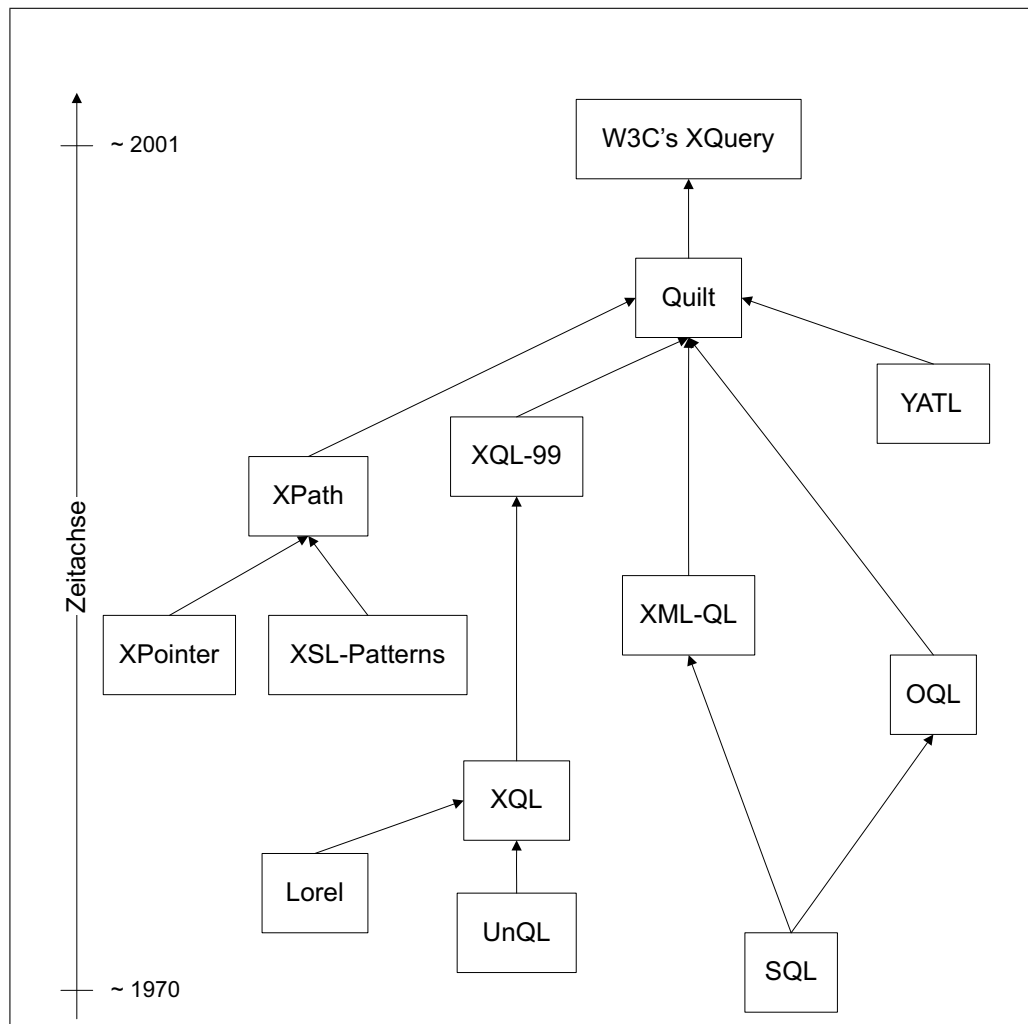 W3C's XQuery
~ 2001
Quilt
YATL
XQL-99
XPath
Zeitachse
XML-QL
XPointer
XSL-Patterns
OQL
XQL
Lorel
UnQL
SQL
~ 1970